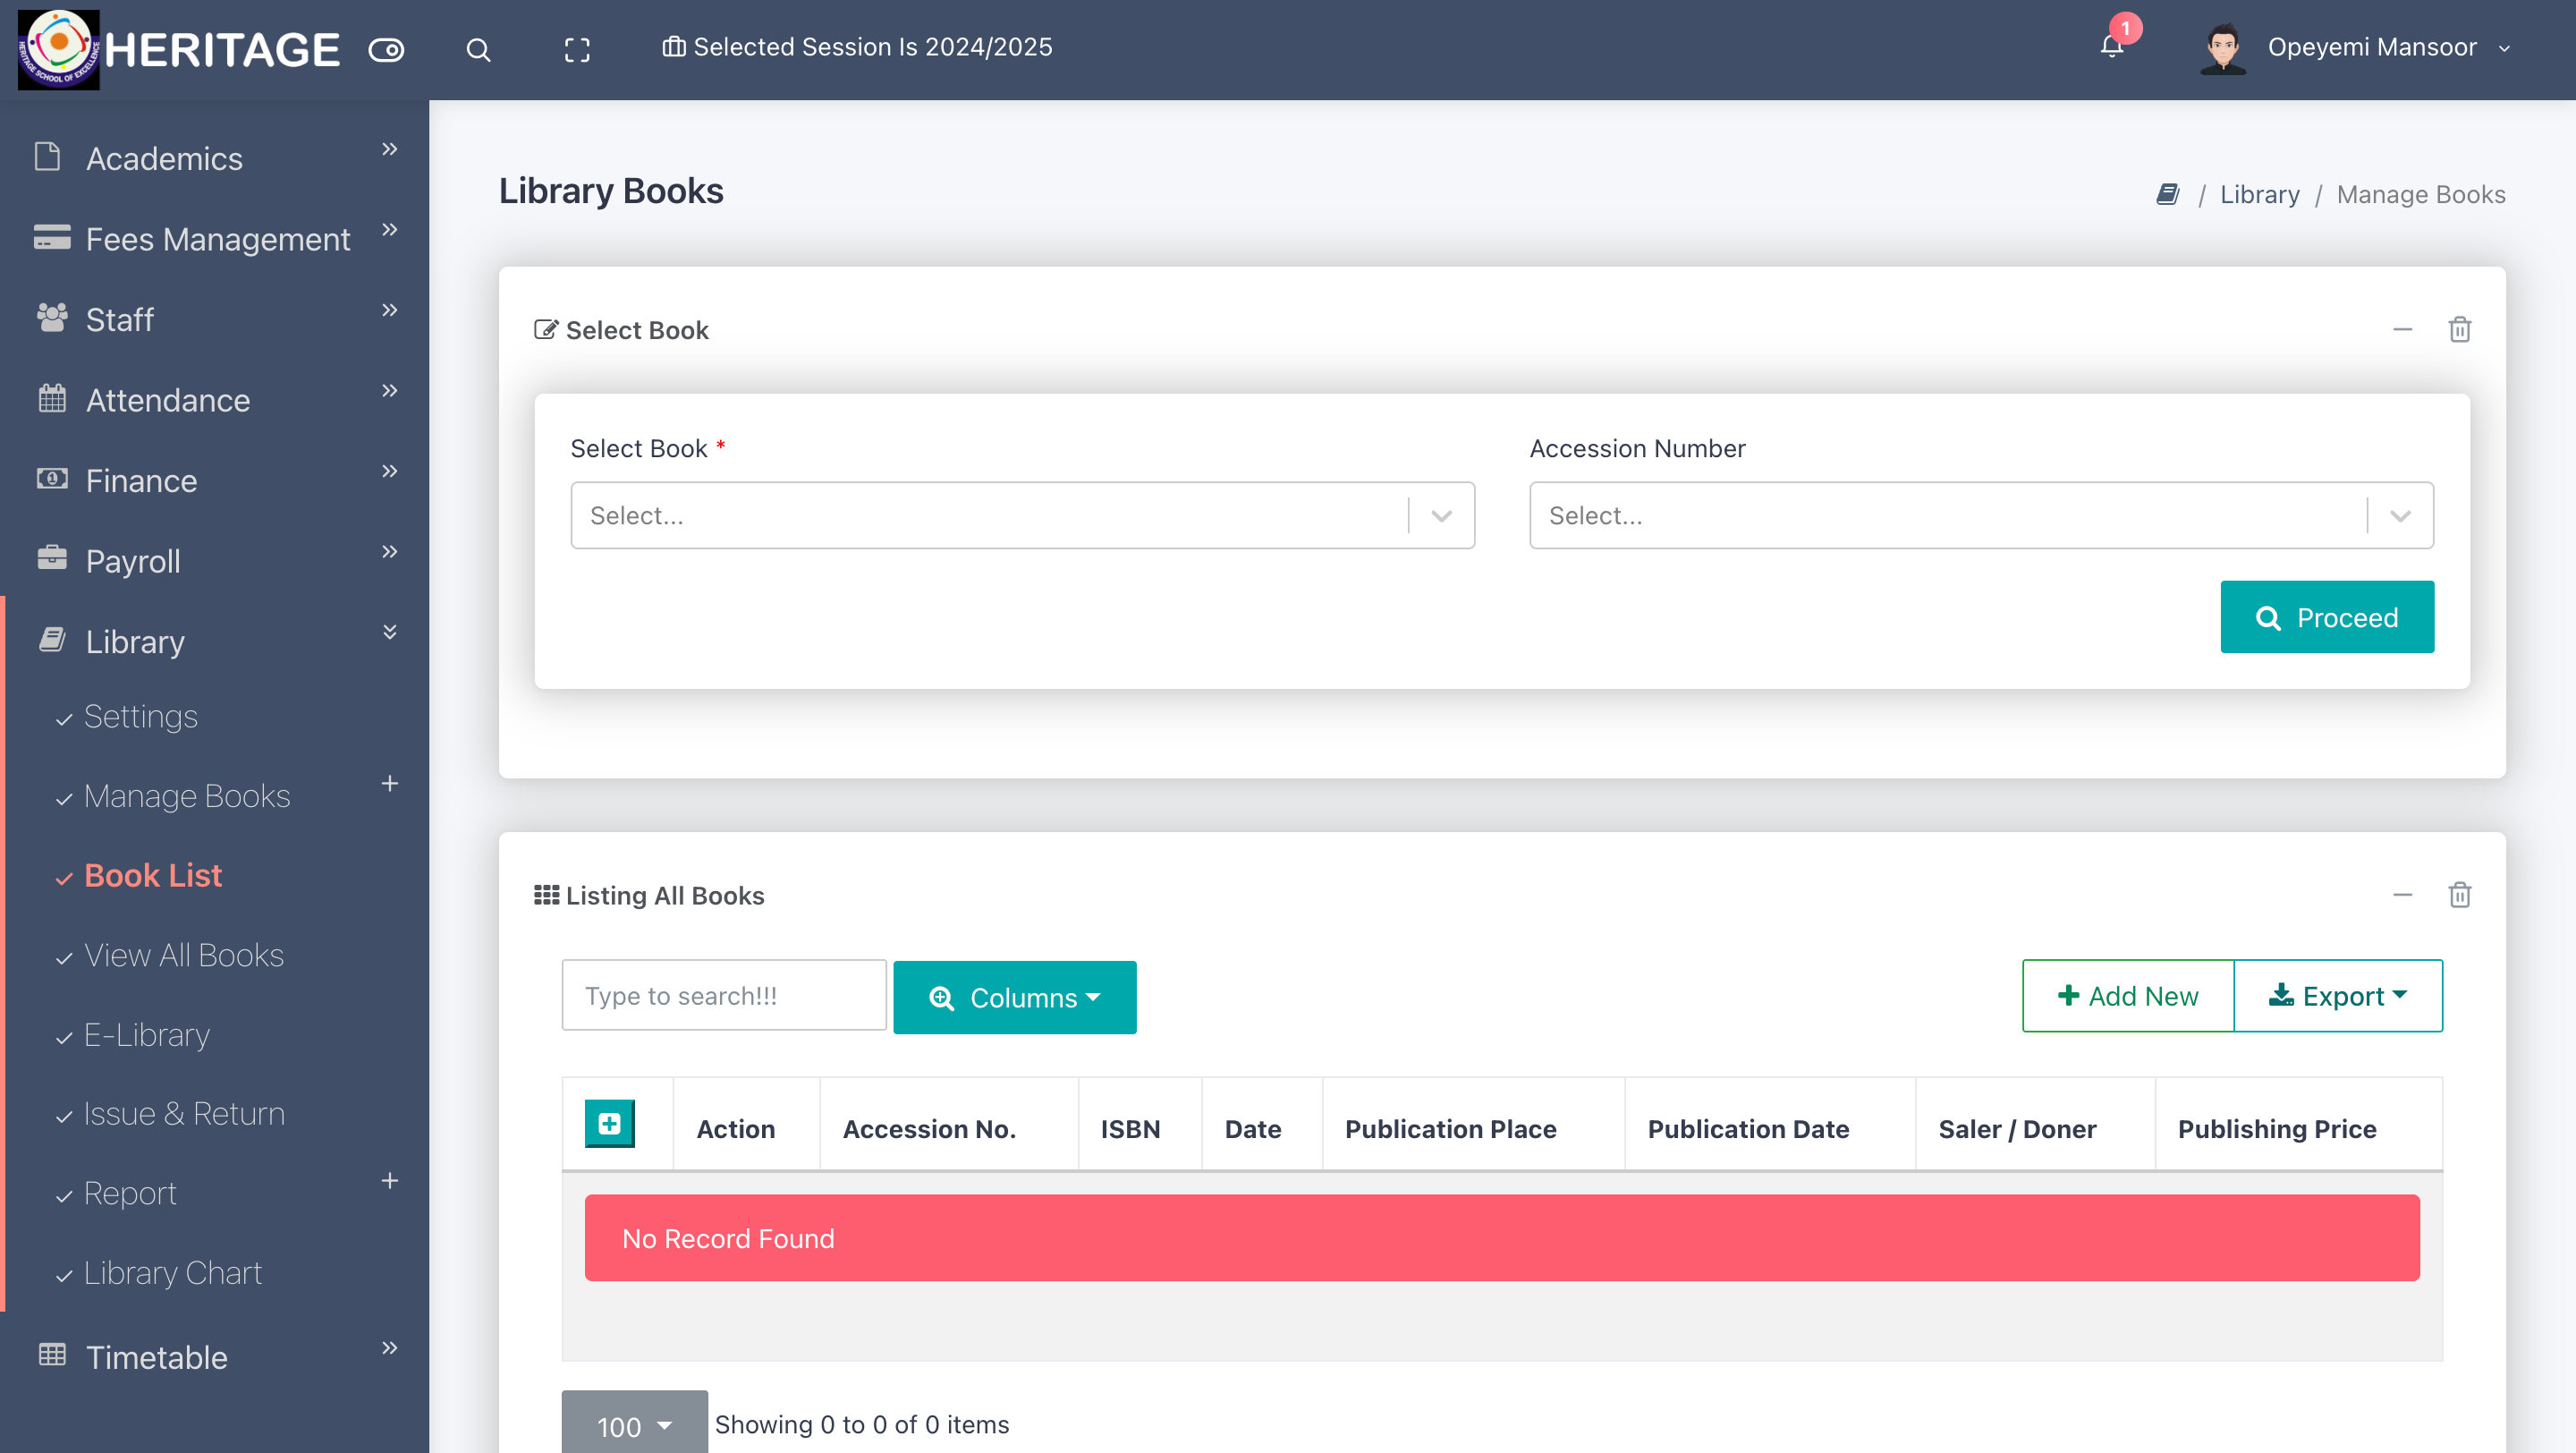 HERITAGE
HERITAGE SCHOOL OF EXCELLENCE
Selected Session Is 2024/2025
1
Opeyemi Mansoor
Academics
Fees Management
Staff
Attendance
Finance
Payroll
Library
Settings
Manage Books
Book List
View All Books
E-Library
Issue & Return
Report
Library Chart
Timetable
Library Books
/ Library / Manage Books
Select Book
Select Book *
Accession Number
Select...
Select...
Proceed
Listing All Books
Type to search!!!
Columns
Add New
Export
Action
Accession No.
ISBN
Date
Publication Place
Publication Date
Saler / Doner
Publishing Price
No Record Found
100
Showing 0 to 0 of 0 items